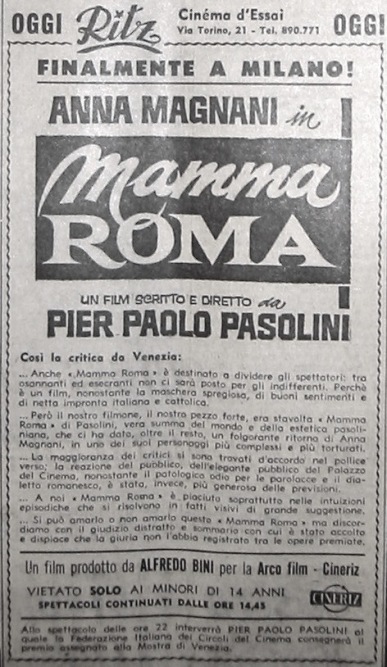 OGGI Ritz Cinéma d'Essai OGGI
Via Torino, 21 - Tel. 890.771
FINALMENTE A MILANO!
ANNA MAGNANI in
Mamma
ROMA
UN FILM SCRITTO E DIRETTO da
PIER PAOLO PASOLINI
Così la critica da Venezia:
... Anche « Mamma Roma » è destinato a dividere gli spettatori: tra
osannanti ed esecranti non ci sarà posto per gli indifferenti. Perchè
è un film, nonostante la maschera spregiosa, di buoni sentimenti e
di netta impronta italiana e cattolica.
... Però il nostro filmone, il nostro pezzo forte, era stavolta « Mamma
Roma » di Pasolini, vera summa del mondo e della estetica pasoli-
niana, che ci ha dato, oltre il resto, un folgorante ritorno di Anna
Magnani, in uno dei suoi personaggi più complessi e più torturati.
... La maggioranza dei critici si sono trovati d'accordo nel pollice
verso; la reazione del pubblico, dell'elegante pubblico del Palazzo
del Cinema, nonostante il patologico odio per le parolacce e il dia-
letto romanesco, è stata, invece, più generosa delle previsioni.
... A noi « Mamma Roma » è piaciuto soprattutto nelle intuizioni
episodiche che si risolvono in fatti visivi di grande suggestione.
... Si può amarlo o non amarlo questo « Mamma Roma » ma discor-
diamo con il giudizio distratto e sommario con cui è stato accolto
e dispiace che la giuria non l'abbia registrato tra le opere premiate.
Un film prodotto da ALFREDO BINI per la Arco film - Cineriz
VIETATO SOLO AI MINORI DI 14 ANNI
SPETTACOLI CONTINUATI DALLE ORE 14,45
CINERIZ
Allo spettacolo delle ore 22 interverrà PIER PAOLO PASOLINI al
quale la Federazione Italiana dei Circoli del Cinema consegnerà il
premio assegnato alla Mostra di Venezia.